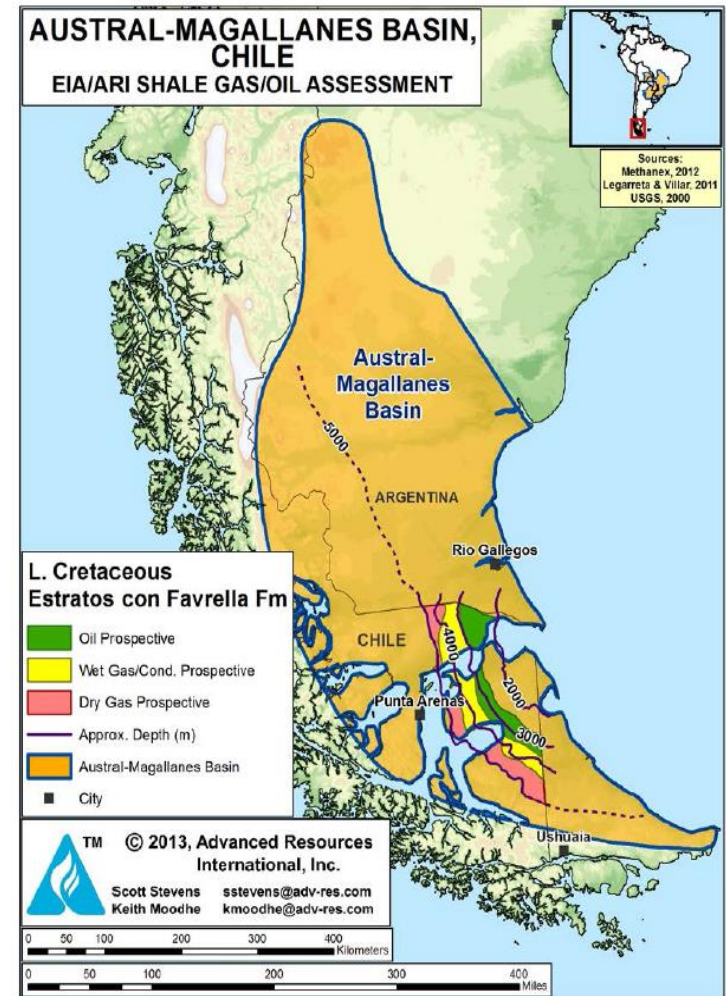 AUSTRAL-MAGALLANES BASIN,
CHILE
EIA/ARI SHALE GAS/OIL ASSESSMENT
Sources:
Methanex, 2012
Legarreta & Villar, 2011
USGS, 2000
Austral-
Magallanes
Basin
5000
ARGENTINA
Rio Gallegos
CHILE
4000
2000
Punta Arenas
3000
Ushuaia
L. Cretaceous
Estratos con Favrella Fm
Oil Prospective
Wet Gas/Cond. Prospective
Dry Gas Prospective
Approx. Depth (m)
Austral-Magallanes Basin
City
TM © 2013, Advanced Resources
International, Inc.
Scott Stevens sstevens@adv-res.com
Keith Moodhe kmoodhe@adv-res.com
0 50 100 200 300 400
Kilometers
0 50 100 200 300 400
Miles